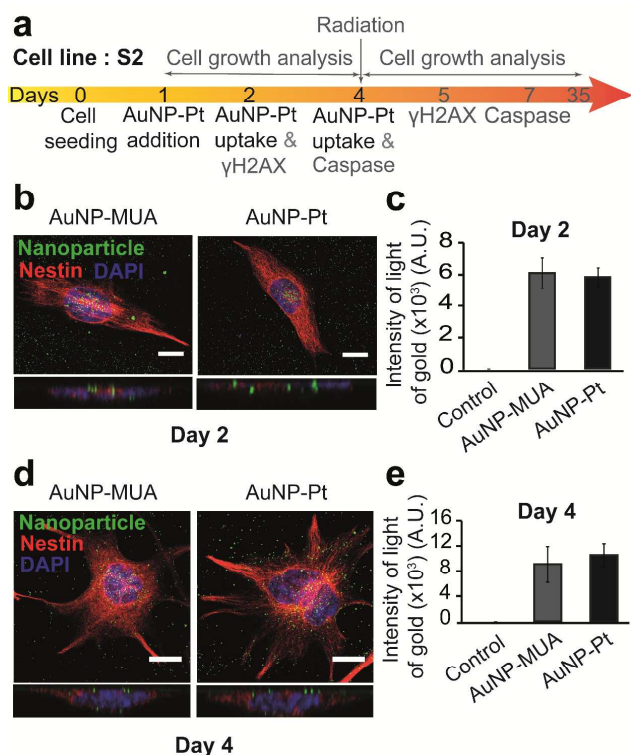 a
Radiation
Cell line : S2
Cell growth analysis
Cell growth analysis
Days 0 1 2 4 5 7 35
Cell seeding
AuNP-Pt addition
AuNP-Pt uptake & γH2AX
AuNP-Pt uptake & Caspase
γH2AX
Caspase
b
AuNP-MUA
AuNP-Pt
Nanoparticle
Nestin DAPI
Day 2
c
Day 2
Intensity of light
of gold (x10³) (A.U.)
8
6
4
2
0
Control
AuNP-MUA
AuNP-Pt
d
AuNP-MUA
AuNP-Pt
Nanoparticle
Nestin
DAPI
Day 4
e
Day 4
Intensity of light
of gold (x10³) (A.U.)
16
12
8
4
0
Control
AuNP-MUA
AuNP-Pt